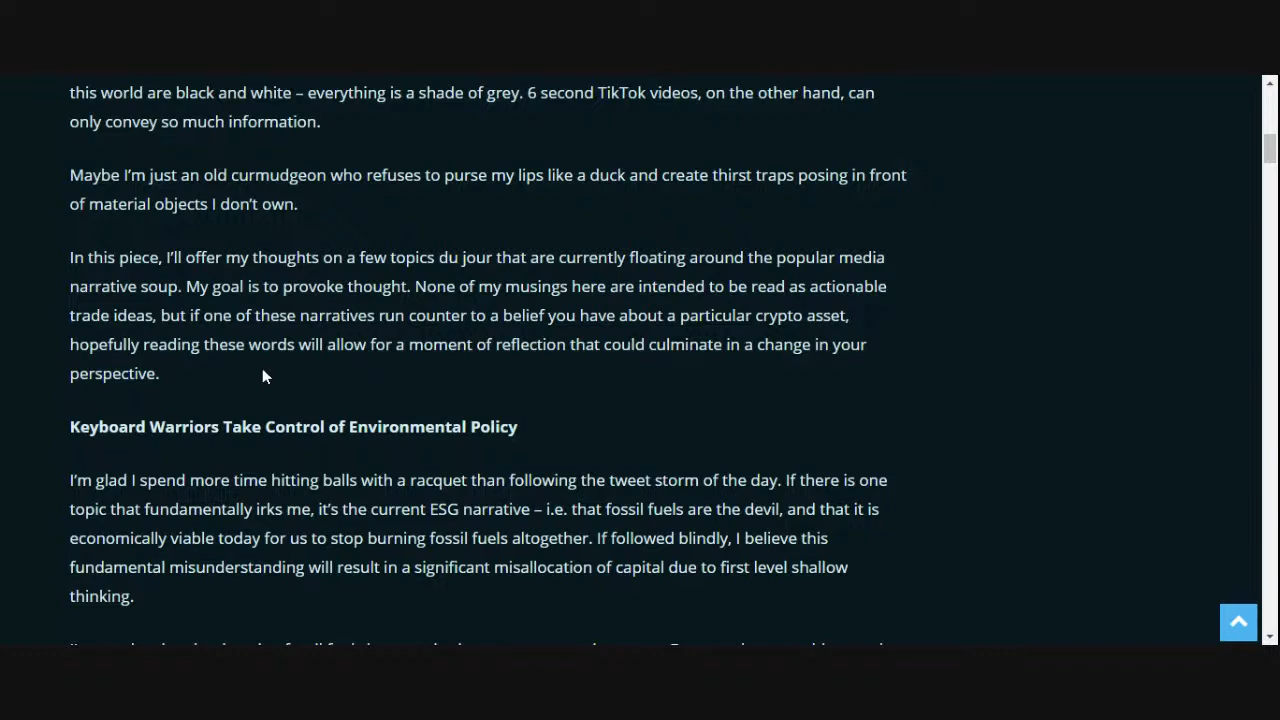 this world are black and white – everything is a shade of grey. 6 second TikTok videos, on the other hand, can
only convey so much information.
Maybe I’m just an old curmudgeon who refuses to purse my lips like a duck and create thirst traps posing in front
of material objects I don’t own.
In this piece, I’ll offer my thoughts on a few topics du jour that are currently floating around the popular media
narrative soup. My goal is to provoke thought. None of my musings here are intended to be read as actionable
trade ideas, but if one of these narratives run counter to a belief you have about a particular crypto asset,
hopefully reading these words will allow for a moment of reflection that could culminate in a change in your
perspective.
Keyboard Warriors Take Control of Environmental Policy
I’m glad I spend more time hitting balls with a racquet than following the tweet storm of the day. If there is one
topic that fundamentally irks me, it’s the current ESG narrative – i.e. that fossil fuels are the devil, and that it is
economically viable today for us to stop burning fossil fuels altogether. If followed blindly, I believe this
fundamental misunderstanding will result in a significant misallocation of capital due to first level shallow
thinking.